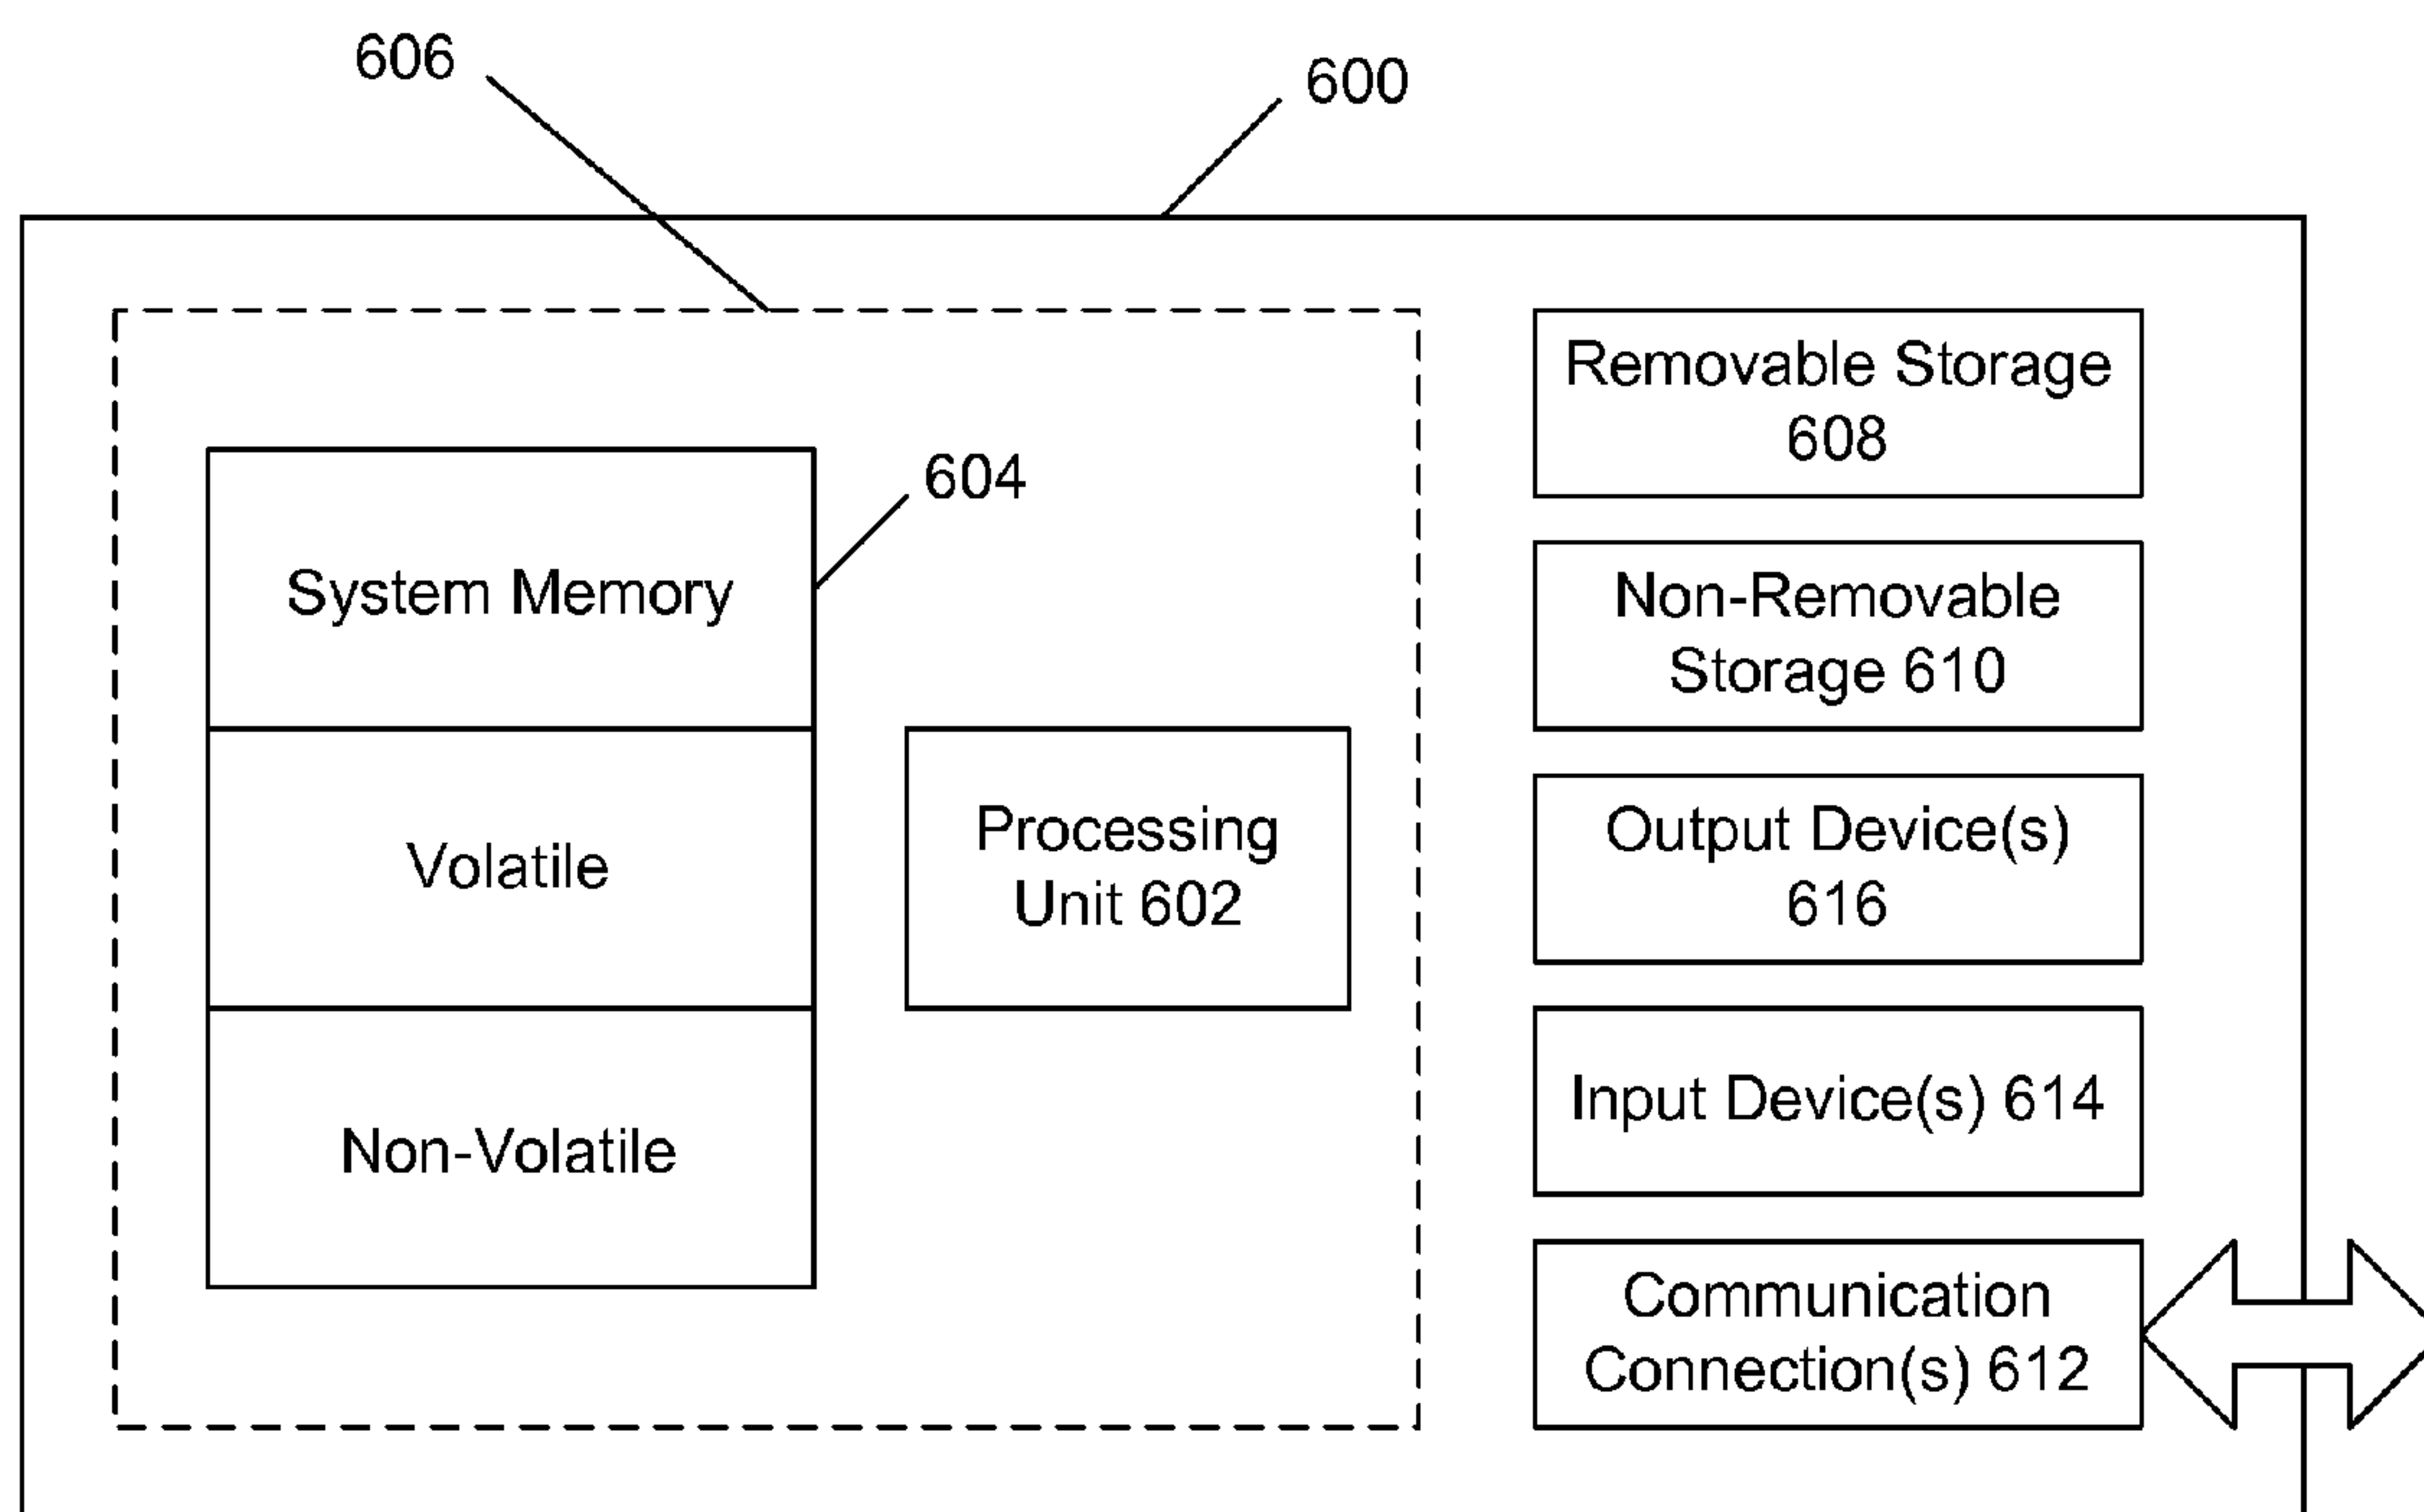 606
600
604
System Memory
Volatile
Non-Volatile
Processing
Unit 602
Removable Storage
608
Non-Removable
Storage 610
Output Device(s)
616
Input Device(s) 614
Communication
Connection(s) 612